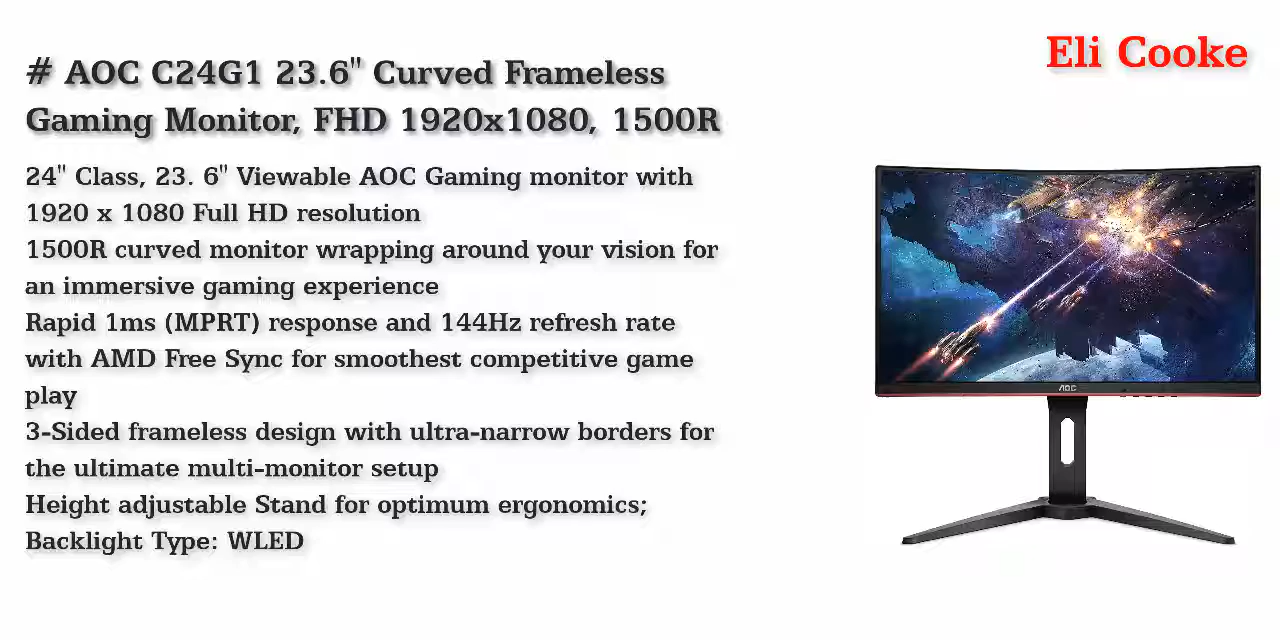 Eli Cooke
# AOC C24G1 23.6" Curved Frameless
Gaming Monitor, FHD 1920x1080, 1500R
24" Class, 23. 6" Viewable AOC Gaming monitor with
1920 x 1080 Full HD resolution
1500R curved monitor wrapping around your vision for
an immersive gaming experience
Rapid 1ms (MPRT) response and 144Hz refresh rate
with AMD Free Sync for smoothest competitive game
play
3-Sided frameless design with ultra-narrow borders for
the ultimate multi-monitor setup
Height adjustable Stand for optimum ergonomics;
Backlight Type: WLED
AOC